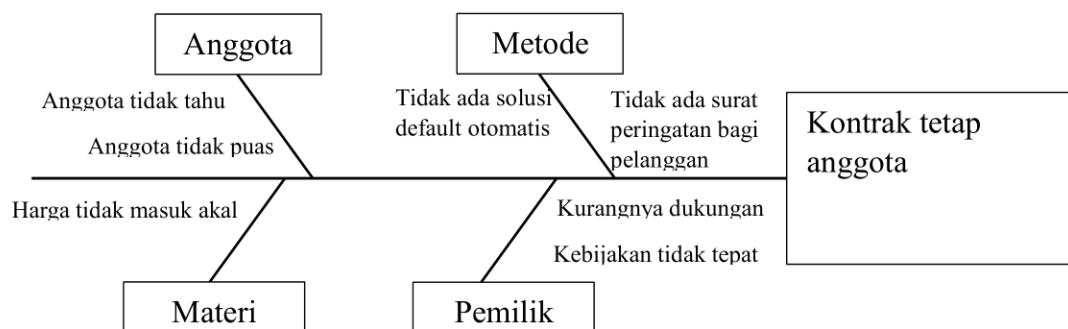 Anggota
Metode
Anggota tidak tahu
Anggota tidak puas
Tidak ada solusi
default otomatis
Tidak ada surat
peringatan bagi
pelanggan
Kontrak tetap
anggota
Harga tidak masuk akal
Kurangnya dukungan
Kebijakan tidak tepat
Materi
Pemilik